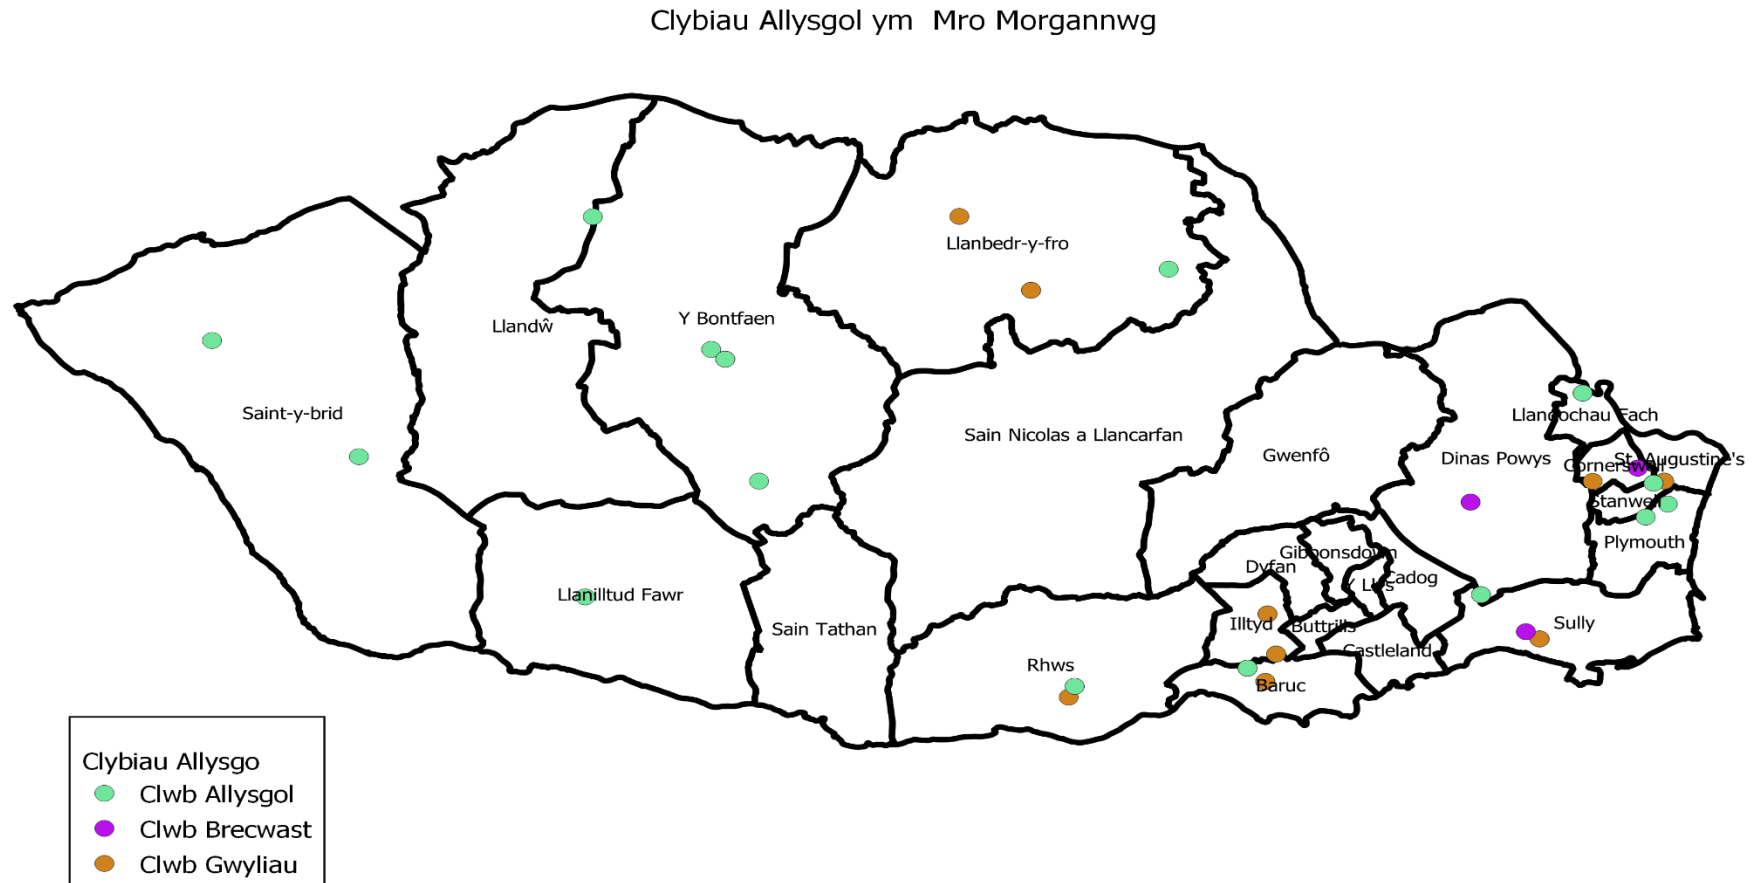 Clybiau Allysgol ym  Mro Morgannwg
Llanbedr-y-fro
Y Bontfaen
Llandŵ
Saint-y-brid
Llandochau Fach
Sain Nicolas a Llancarfan
Gwenfô
Dinas Powys
St. Augustine's
Cornerswell
Stanwell
Plymouth
Gibbonsdown
Dyfan
Cadog
Y Llys
Llanilltud Fawr
Sain Tathan
Illtyd
Buttrills
Sully
Castleland
Rhws
Baruc
Clybiau Allysgo
Clwb Allysgol
Clwb Brecwast
Clwb Gwyliau